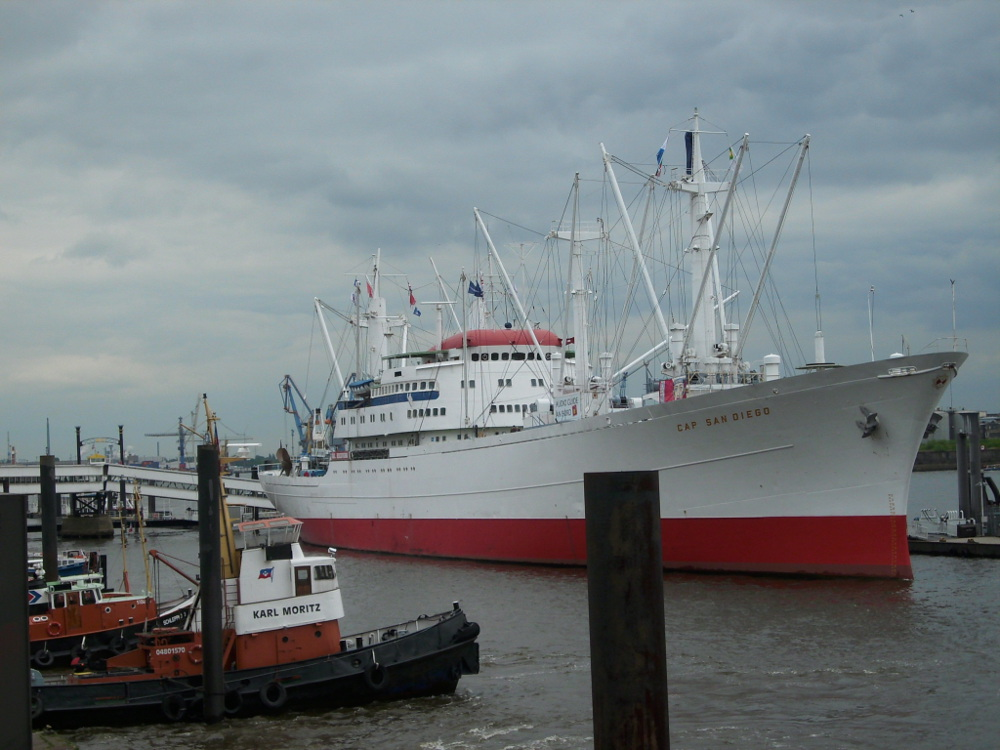 CAP SAN DIEGO
KARL MORITZ
04801570